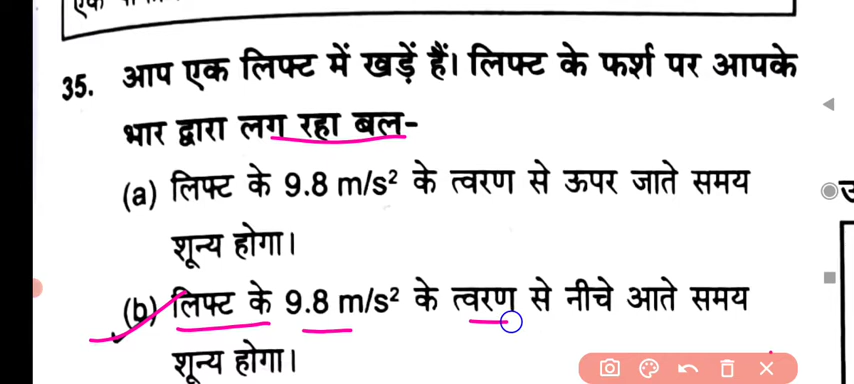 35. आप एक लिफ्ट में खड़ें हैं। लिफ्ट के फर्श पर आपके
भार द्वारा लग रहा बल-
(a) लिफ्ट के 9.8 m/s² के त्वरण से ऊपर जाते समय
शून्य होगा।
(b) लिफ्ट के 9.8 m/s² के त्वरण से नीचे आते समय
शून्य होगा।